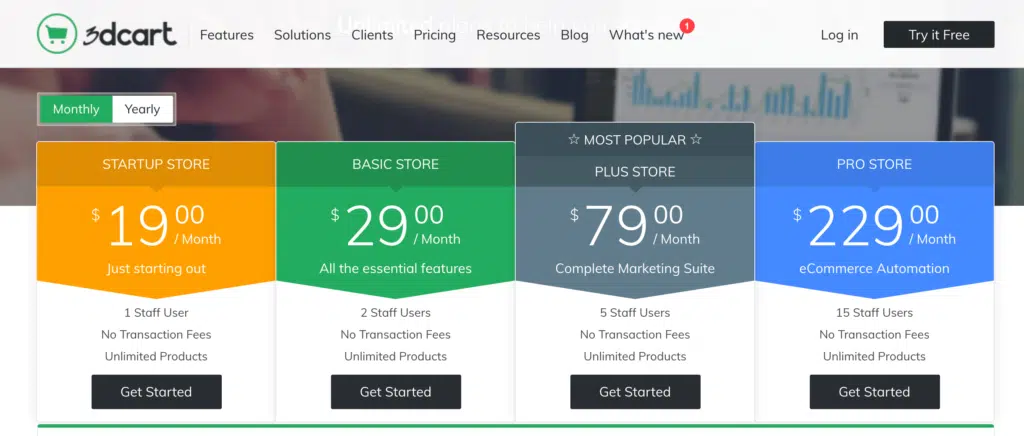 3dcart
Features Solutions Clients Pricing Resources Blog What's new 1 Log in Try it Free
Monthly Yearly
☆ MOST POPULAR ☆
STARTUP STORE
$ 19 00 / Month
Just starting out
1 Staff User
No Transaction Fees
Unlimited Products
Get Started
BASIC STORE
$ 29 00 / Month
All the essential features
2 Staff Users
No Transaction Fees
Unlimited Products
Get Started
PLUS STORE
$ 79 00 / Month
Complete Marketing Suite
5 Staff Users
No Transaction Fees
Unlimited Products
Get Started
PRO STORE
$ 229 00 / Month
eCommerce Automation
15 Staff Users
No Transaction Fees
Unlimited Products
Get Started